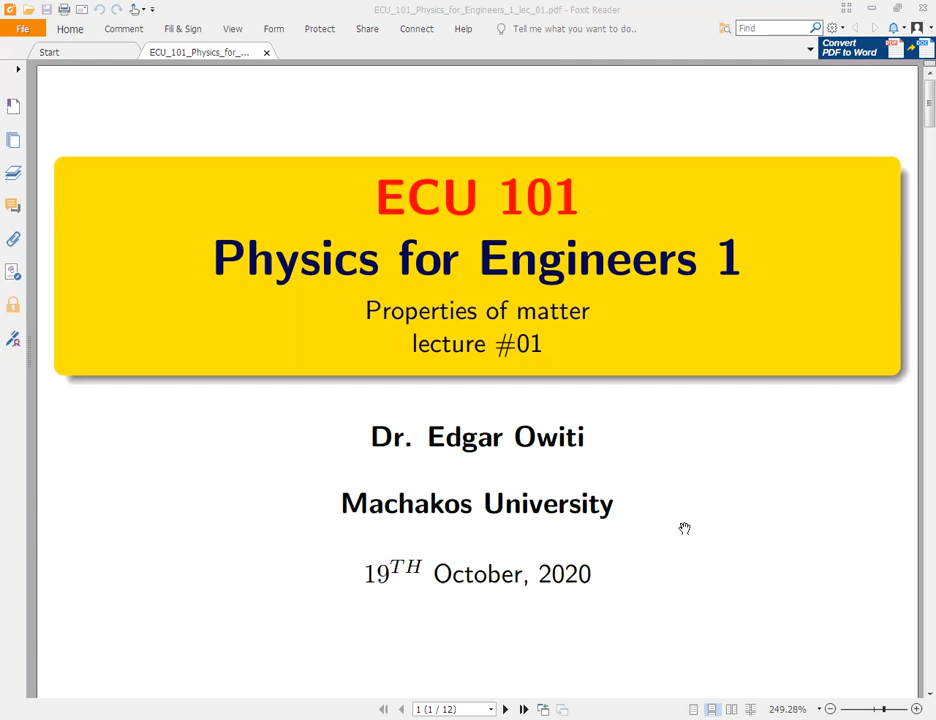 ECU_101_Physics_for_Engineers_1_lec_01.pdf - Foxit Reader
File Home Comment Fill & Sign View Form Protect Share Connect Help Tell me what you want to do.. Find
Start ECU_101_Physics_for_... Convert
PDF to Word
ECU 101
Physics for Engineers 1
Properties of matter
lecture #01
Dr. Edgar Owiti
Machakos University
19TH October, 2020
1 (1 / 12) 249.28%